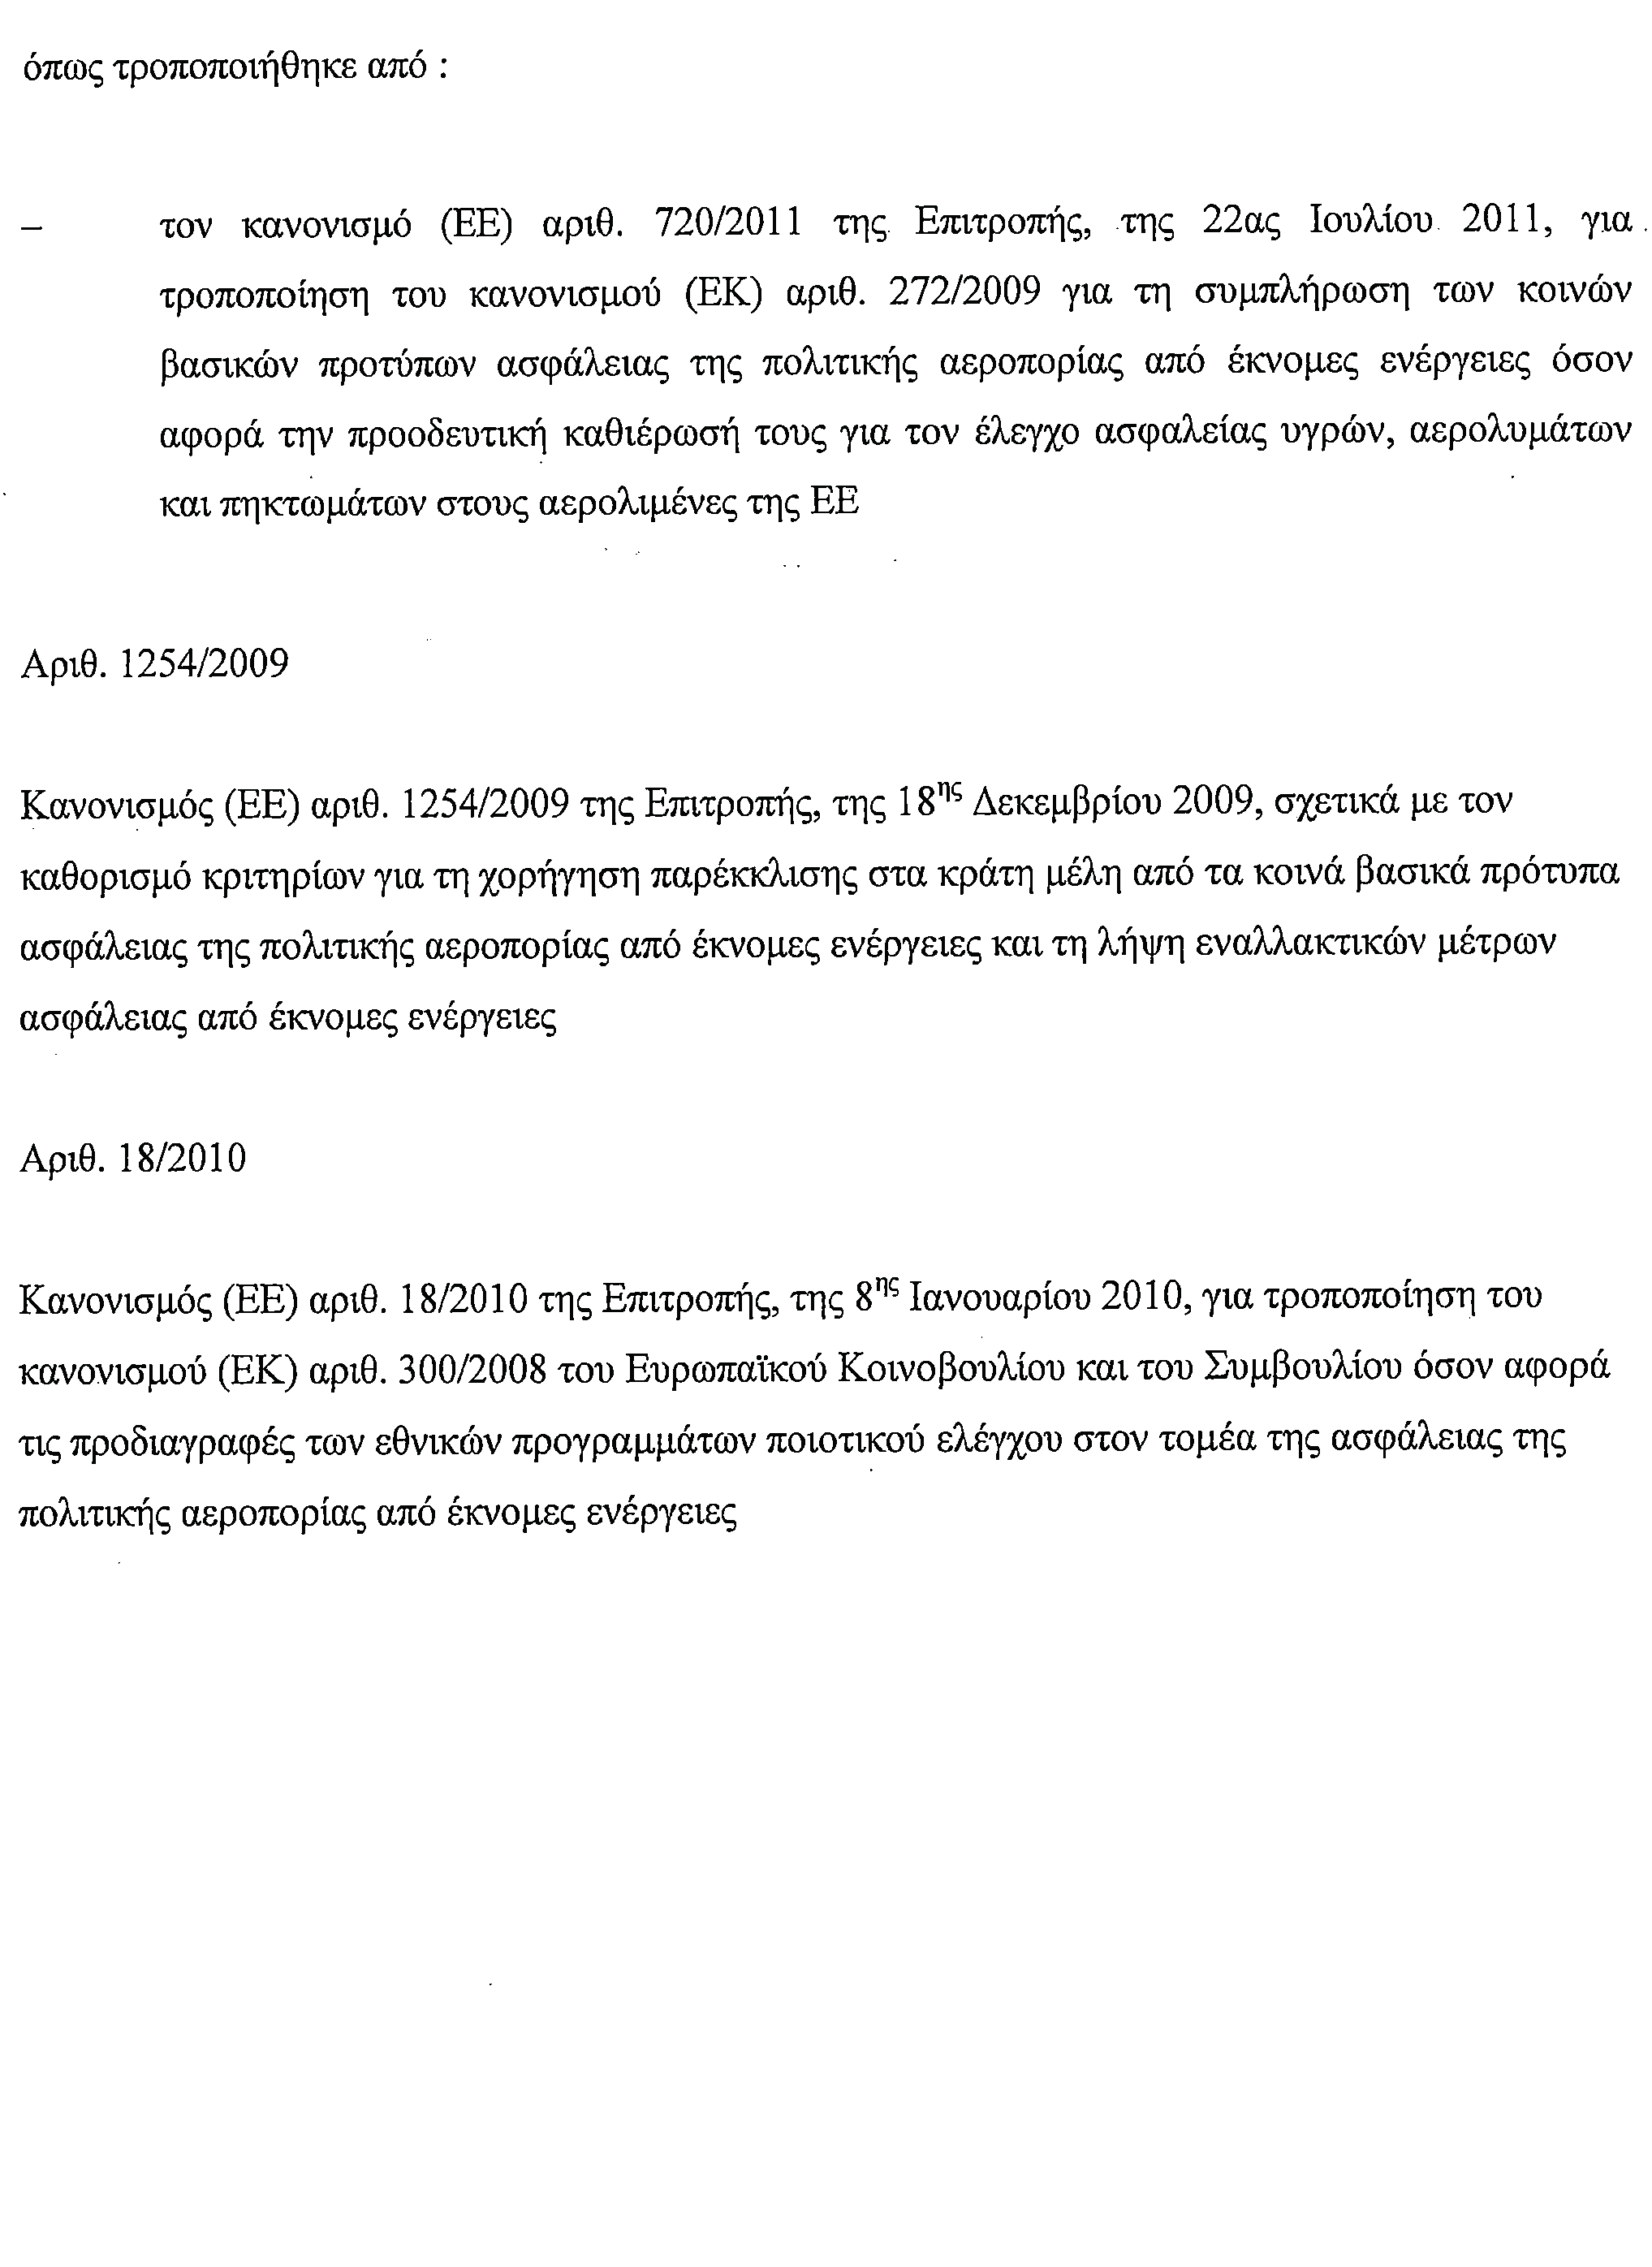 όπως τροποποιήθηκε από :
– τον κανονισμό (ΕΕ) αριθ. 720/2011 της Επιτροπής, της 22ας Ιουλίου 2011, για
τροποποίηση του κανονισμού (ΕΚ) αριθ. 272/2009 για τη συμπλήρωση των κοινών
βασικών προτύπων ασφάλειας της πολιτικής αεροπορίας από έκνομες ενέργειες όσον
αφορά την προοδευτική καθιέρωσή τους για τον έλεγχο ασφαλείας υγρών, αερολυμάτων
και πηκτωμάτων στους αερολιμένες της ΕΕ
Αριθ. 1254/2009
Κανονισμός (ΕΕ) αριθ. 1254/2009 της Επιτροπής, της 18ης Δεκεμβρίου 2009, σχετικά με τον
καθορισμό κριτηρίων για τη χορήγηση παρέκκλισης στα κράτη μέλη από τα κοινά βασικά πρότυπα
ασφάλειας της πολιτικής αεροπορίας από έκνομες ενέργειες και τη λήψη εναλλακτικών μέτρων
ασφάλειας από έκνομες ενέργειες
Αριθ. 18/2010
Κανονισμός (ΕΕ) αριθ. 18/2010 της Επιτροπής, της 8ης Ιανουαρίου 2010, για τροποποίηση του
κανονισμού (ΕΚ) αριθ. 300/2008 του Ευρωπαϊκού Κοινοβουλίου και του Συμβουλίου όσον αφορά
τις προδιαγραφές των εθνικών προγραμμάτων ποιοτικού ελέγχου στον τομέα της ασφάλειας της
πολιτικής αεροπορίας από έκνομες ενέργειες